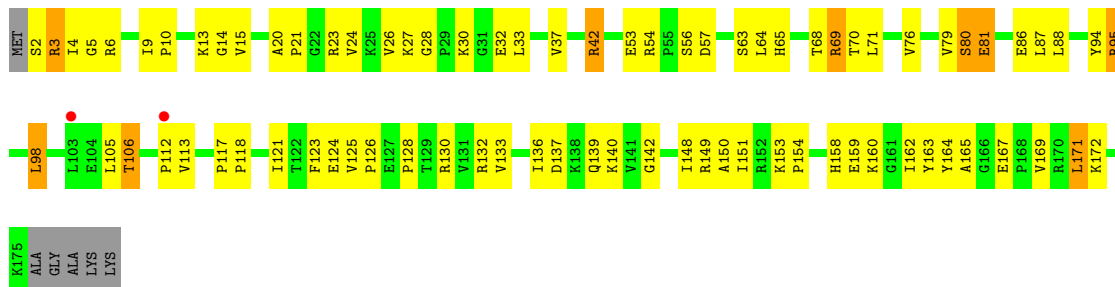 MET S2 R3 I4 G5 R6 I9 P10 K13 G14 V15 A20 P21 G22 R23 V24 K25 V26 K27 G28 P29 K30 G31 E32 L33 V37 R42 E53 R54 P55 S56 D57 S63 L64 H65 T68 R69 T70 L71 V76 V79 S80 E81 E86 L87 L88 Y94
L98 L103 E104 L105 T106 P112 V113 P117 P118 I121 T122 F123 E124 V125 P126 E127 P128 T129 R130 V131 R132 V133 I136 D137 K138 Q139 K140 V141 G142 I148 R149 A150 I151 R152 K153 P154 H158 E159 K160 G161 I162 Y163 Y164 A165 G166 E167 P168 V169 R170 L171 K172
K175 ALA GLY ALA LYS LYS